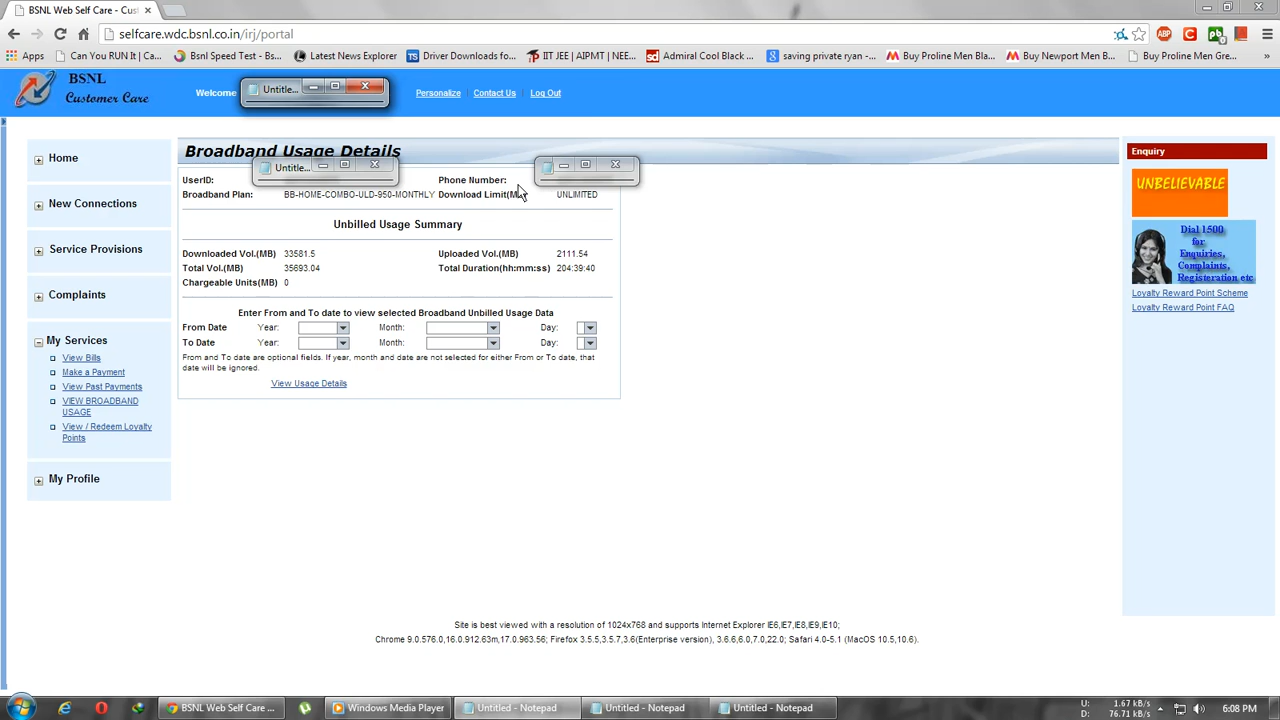 BSNL Web Self Care - Cus
selfcare.wdc.bsnl.co.in/irj/portal
Apps
Can You RUN It | Can
Bsnl Speed Test - BSI
Latest News Explorer
Driver Downloads fo...
IIT JEE | AIPMT | NEE...
Admiral Cool Black ...
saving private ryan - ...
Buy Proline Men Bla...
Buy Newport Men B...
Buy Proline Men Gre...
»
BSNL
Customer Care
Welcome
Untitle...
Personalize
Contact Us
Log Out
Home
New Connections
Service Provisions
Complaints
My Services
View Bills
Make a Payment
View Past Payments
VIEW BROADBAND
USAGE
View / Redeem Loyalty
Points
My Profile
Broadband Usage Details
Untitle...
UserID:
Phone Number:
Broadband Plan: BB-HOME-COMBO-ULD-950-MONTHLY Download Limit(M UNLIMITED
Unbilled Usage Summary
Downloaded Vol.(MB) 33581.5 Uploaded Vol.(MB) 2111.54
Total Vol.(MB) 35693.04 Total Duration(hh:mm:ss) 204:39:40
Chargeable Units(MB) 0
Enter From and To date to view selected Broadband Unbilled Usage Data
From Date Year: Month: Day:
To Date Year: Month: Day:
From and To date are optional fields. If year, month and date are not selected for either From or To date, that
date will be ignored.
View Usage Details
Enquiry
UNBELIEVABLE
Dial 1500
for
Enquiries,
Complaints,
Registeration etc
Loyalty Reward Point Scheme
Loyalty Reward Point FAQ
Site is best viewed with a resolution of 1024x768 and supports Internet Explorer IE6,IE7,IE8,IE9,IE10;
Chrome 9.0.576.0,16.0.912.63m,17.0.963.56; Firefox 3.5.5,3.5.7,3.6(Enterprise version), 3.6.6,6.0,7.0,22.0; Safari 4.0-5.1 (MacOS 10.5,10.6).
BSNL Web Self Care ...
Windows Media Player
Untitled - Notepad
Untitled - Notepad
Untitled - Notepad
U: 1.67 kB/s
D: 76.71 kB/s
6:08 PM